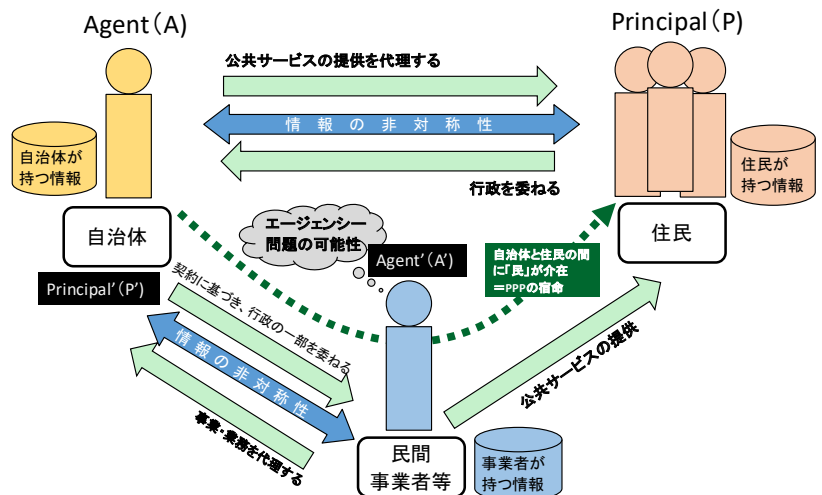 Agent(A)
Principal(P)
公共サービスの提供を代理する
情報の非対称性
行政を委ねる
自治体が
持つ情報
住民が
持つ情報
自治体
住民
エージェンシー
問題の可能性
Agent’(A’)
自治体と住民の間
に「民」が介在
＝PPPの宿命
Principal’(P’)
契約に基づき、行政の一部を委ねる
情報の非対称性
事業・業務を代理する
公共サービスの提供
民間
事業者等
事業者が
持つ情報